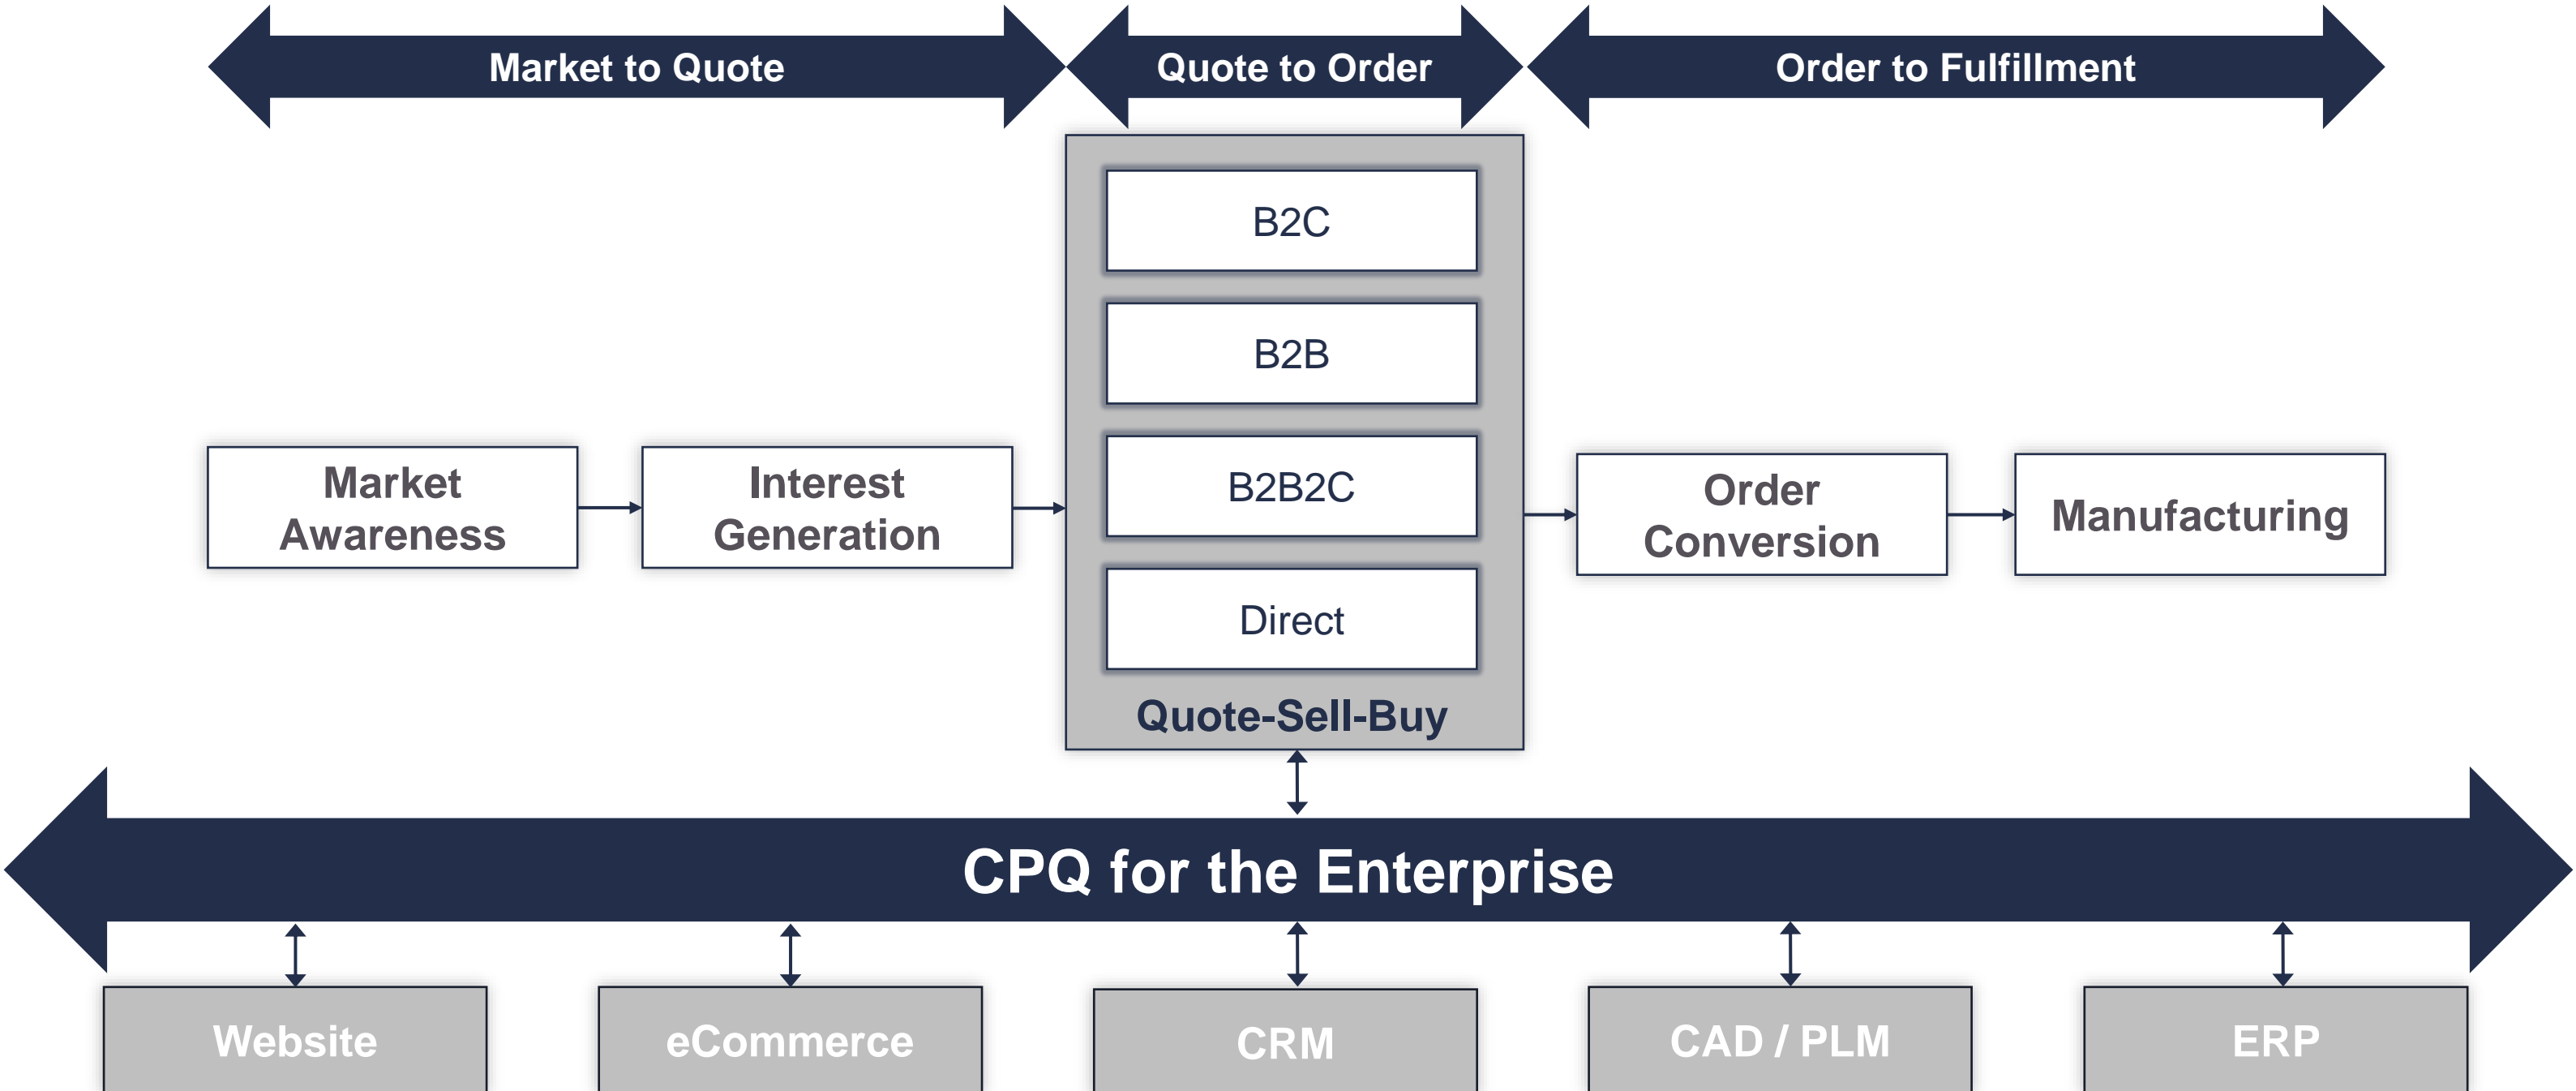 Market to Quote
Quote to Order
Order to Fulfillment
B2C
B2B
B2B2C
Direct
Quote-Sell-Buy
Market
Awareness
Interest
Generation
Order
Conversion
Manufacturing
CPQ for the Enterprise
Website
eCommerce
CRM
CAD / PLM
ERP